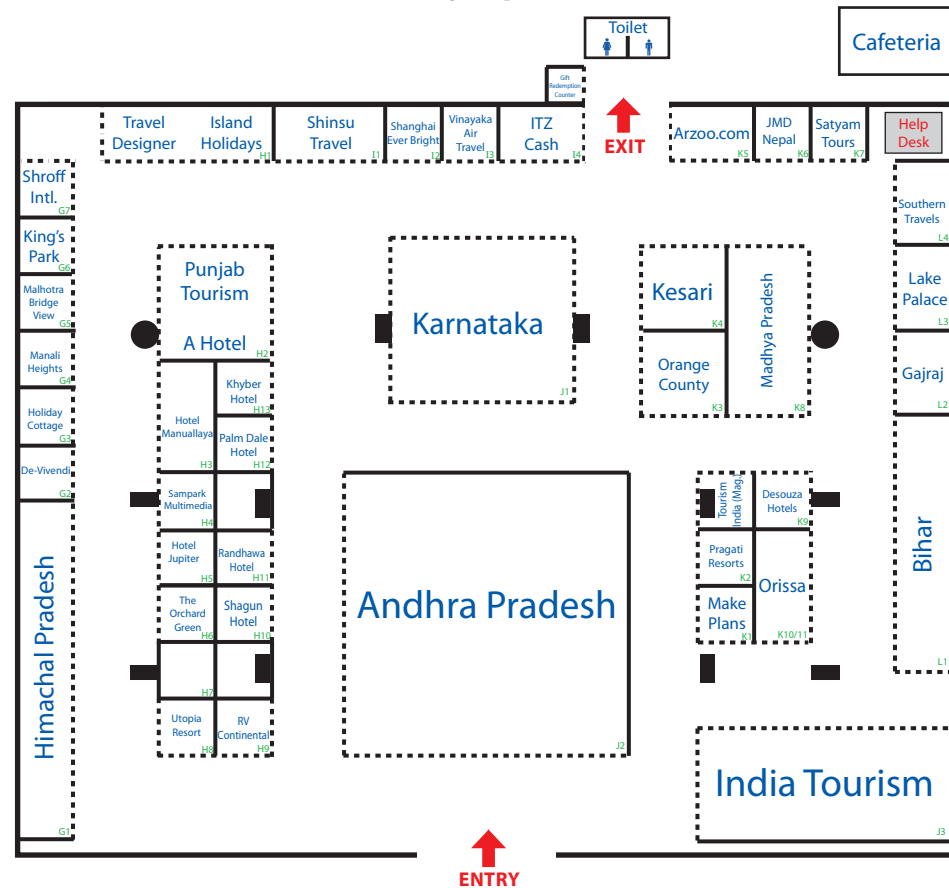 Toilet
Cafeteria
Gift
Redemption
Counter
EXIT
Travel
Designer
Island
Holidays
H1
Shinsu
Travel
I1
Shanghai
Ever Bright
I2
Vinayaka
Air
Travel
I3
ITZ
Cash
I4
Arzoo.com
K5
JMD
Nepal
K6
Satyam
Tours
K7
Help
Desk
Shroff
Intl.
G7
King's
Park
G6
Malhotra
Bridge
View
G5
Manali
Heights
G4
Holiday
Cottage
G3
De-Vivendi
G2
Himachal Pradesh
G1
Punjab
Tourism
A Hotel
H2
Khyber
Hotel
H13
Hotel
Manuallaya
H3
Palm Dale
Hotel
H12
Sampark
Multimedia
H4
Hotel
Jupiter
H5
Randhawa
Hotel
H11
The
Orchard
Green
H6
Shagun
Hotel
H10
H7
Utopia
Resort
H8
RV
Continental
H9
Karnataka
J1
Andhra Pradesh
J2
Kesari
K4
Orange
County
K3
Madhya Pradesh
K8
Tourism
India (Mag.)
Desouza
Hotels
K9
Pragati
Resorts
K2
Make
Plans
K1
Orissa
K10/11
Southern
Travels
L4
Lake
Palace
L3
Gajraj
L2
Bihar
L1
India Tourism
J3
ENTRY